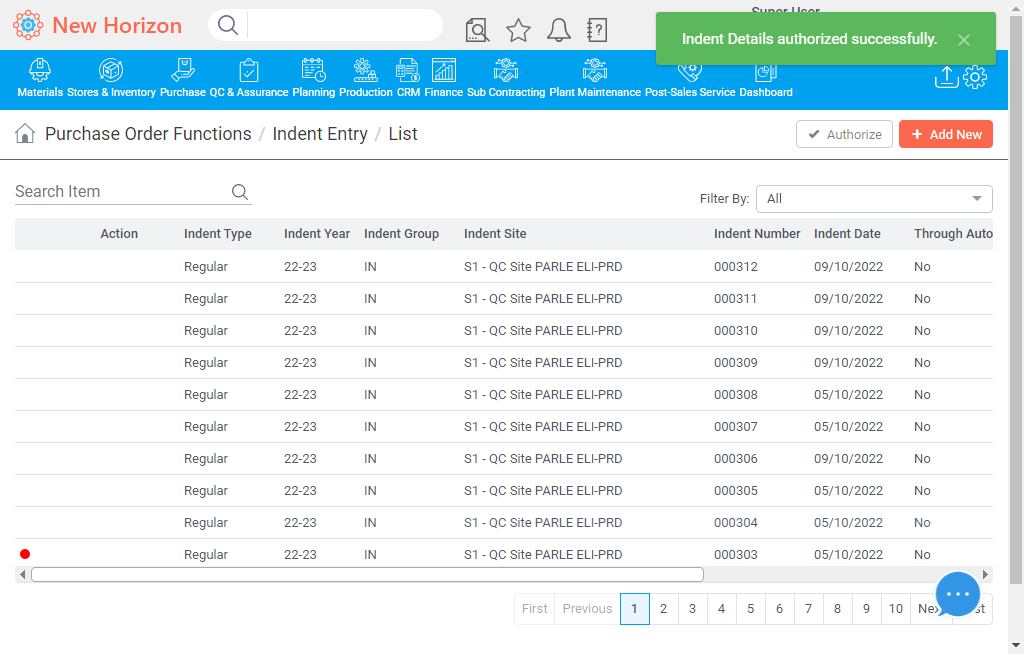 Super User
New Horizon
Indent Details authorized successfully.
Materials Stores & Inventory Purchase QC & Assurance Planning Production CRM Finance Sub Contracting Plant Maintenance Post-Sales Service Dashboard
Purchase Order Functions / Indent Entry / List
Authorize
Add New
Search Item
Filter By: All
Action Indent Type Indent Year Indent Group Indent Site Indent Number Indent Date Through Auto
Regular 22-23 IN S1 - QC Site PARLE ELI-PRD 000312 09/10/2022 No
Regular 22-23 IN S1 - QC Site PARLE ELI-PRD 000311 09/10/2022 No
Regular 22-23 IN S1 - QC Site PARLE ELI-PRD 000310 09/10/2022 No
Regular 22-23 IN S1 - QC Site PARLE ELI-PRD 000309 09/10/2022 No
Regular 22-23 IN S1 - QC Site PARLE ELI-PRD 000308 05/10/2022 No
Regular 22-23 IN S1 - QC Site PARLE ELI-PRD 000307 05/10/2022 No
Regular 22-23 IN S1 - QC Site PARLE ELI-PRD 000306 09/10/2022 No
Regular 22-23 IN S1 - QC Site PARLE ELI-PRD 000305 05/10/2022 No
Regular 22-23 IN S1 - QC Site PARLE ELI-PRD 000304 05/10/2022 No
Regular 22-23 IN S1 - QC Site PARLE ELI-PRD 000303 05/10/2022 No
First Previous 1 2 3 4 5 6 7 8 9 10